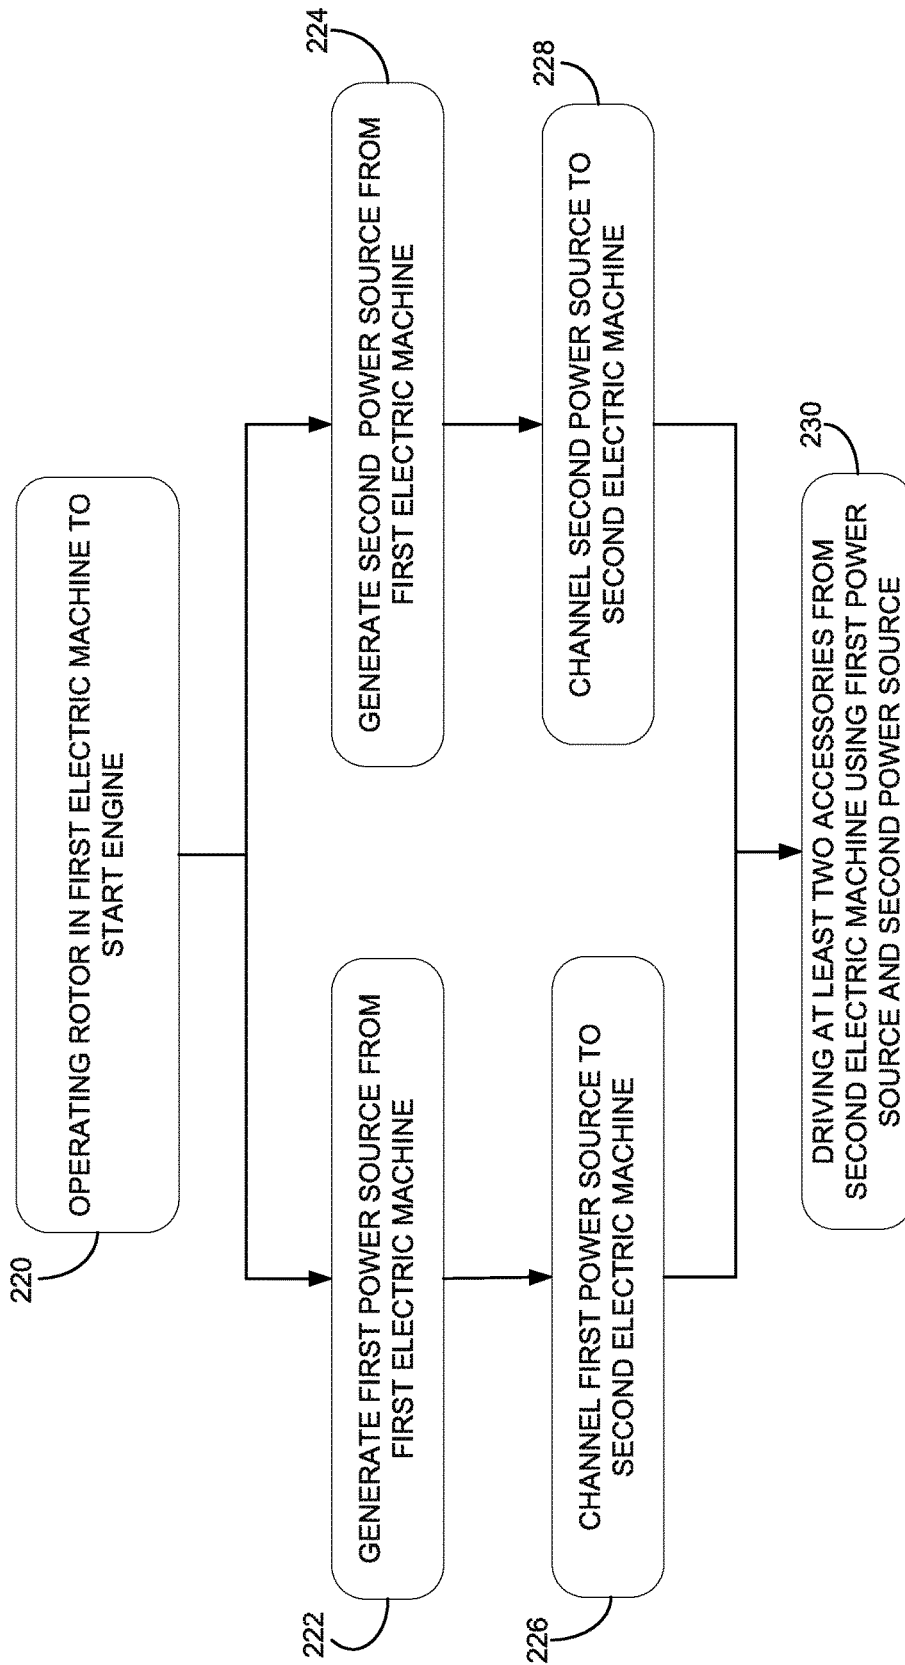 220
OPERATING ROTOR IN FIRST ELECTRIC MACHINE TO
START ENGINE
222
GENERATE FIRST POWER SOURCE FROM
FIRST ELECTRIC MACHINE
224
GENERATE SECOND POWER SOURCE FROM
FIRST ELECTRIC MACHINE
226
CHANNEL FIRST POWER SOURCE TO
SECOND ELECTRIC MACHINE
228
CHANNEL SECOND POWER SOURCE TO
SECOND ELECTRIC MACHINE
230
DRIVING AT LEAST TWO ACCESSORIES FROM
SECOND ELECTRIC MACHINE USING FIRST POWER
SOURCE AND SECOND POWER SOURCE